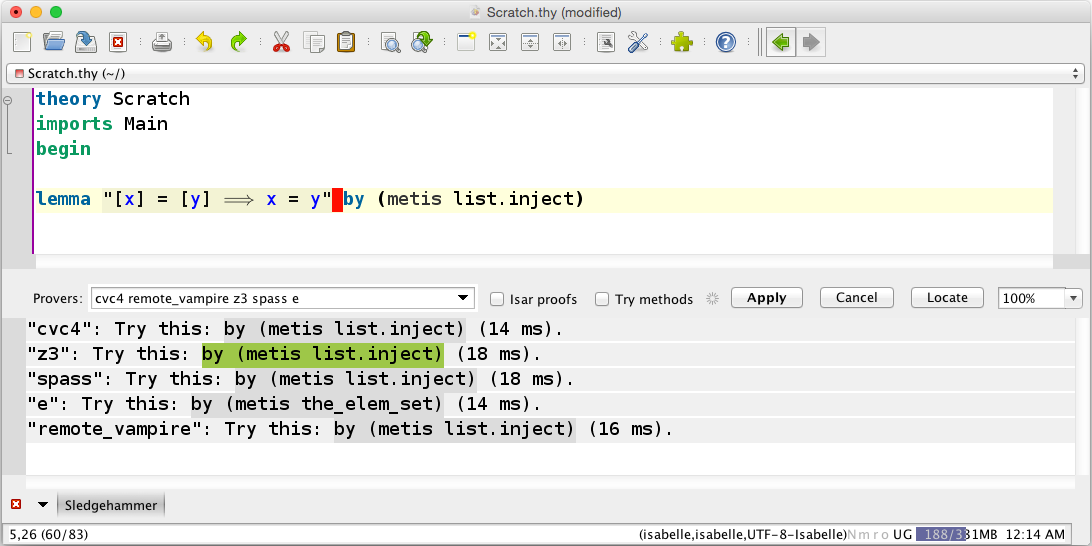 Scratch.thy (modified)
Scratch.thy (~/)
theory Scratch
imports Main
begin
lemma "[x] = [y] ⟹ x = y" by (metis list.inject)
Provers: cvc4 remote_vampire z3 spass e Isar proofs Try methods Apply Cancel Locate 100%
"cvc4": Try this: by (metis list.inject) (14 ms).
"z3": Try this: by (metis list.inject) (18 ms).
"spass": Try this: by (metis list.inject) (18 ms).
"e": Try this: by (metis the_elem_set) (14 ms).
"remote_vampire": Try this: by (metis list.inject) (16 ms).
Sledgehammer
5,26 (60/83) (isabelle,isabelle,UTF-8-Isabelle)Nmro UG 188/331MB 12:14 AM